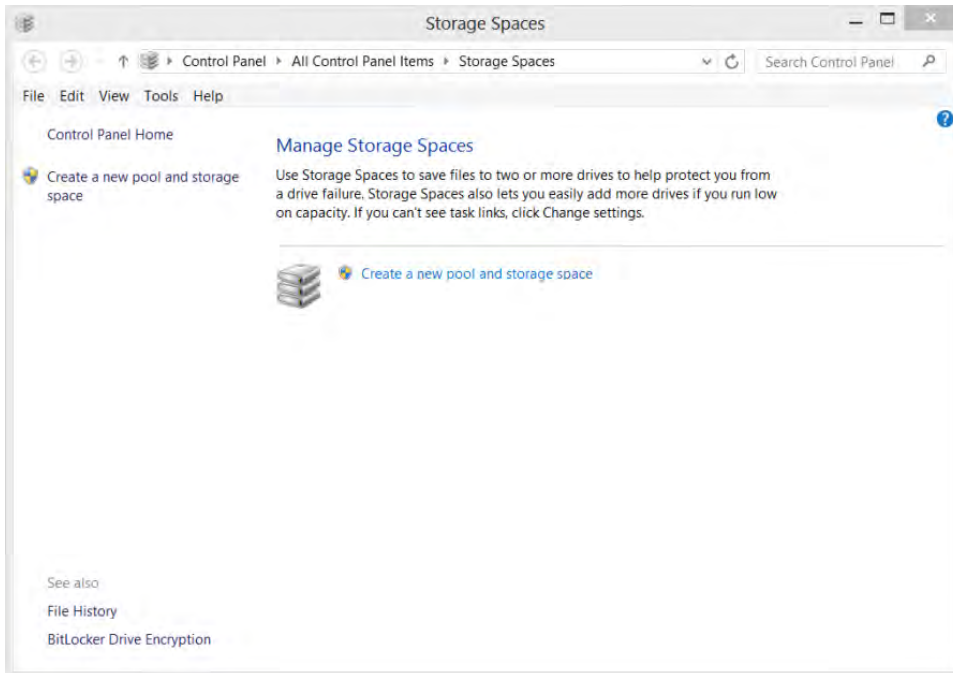 Storage Spaces
Control Panel All Control Panel Items Storage Spaces
Search Control Panel
File Edit View Tools Help
Control Panel Home
Create a new pool and storage
space
Manage Storage Spaces
Use Storage Spaces to save files to two or more drives to help protect you from
a drive failure. Storage Spaces also lets you easily add more drives if you run low
on capacity. If you can't see task links, click Change settings.
Create a new pool and storage space
See also
File History
BitLocker Drive Encryption